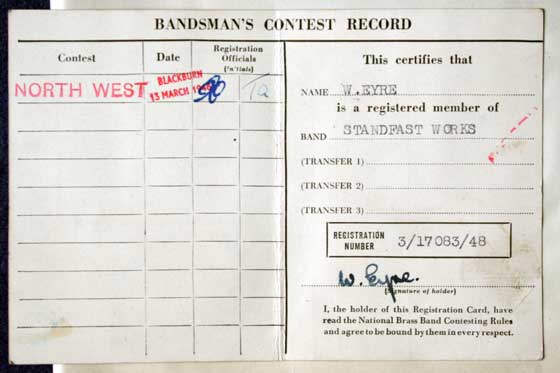 BANDSMAN'S CONTEST RECORD
Contest
Date
Registration
Officials
(in'tials)
NORTH WEST
BLACKBURN
13 MARCH
This certifies that
NAME W.EYRE
is a registered member of
BAND STANDFAST WORKS
(TRANSFER 1)
(TRANSFER 2)
(TRANSFER 3)
REGISTRATION
NUMBER 3/17083/48
W. Eyre.
(Signature of holder)
I, the holder of this Registration Card, have
read the National Brass Band Contesting Rules
and agree to be bound by them in every respect.